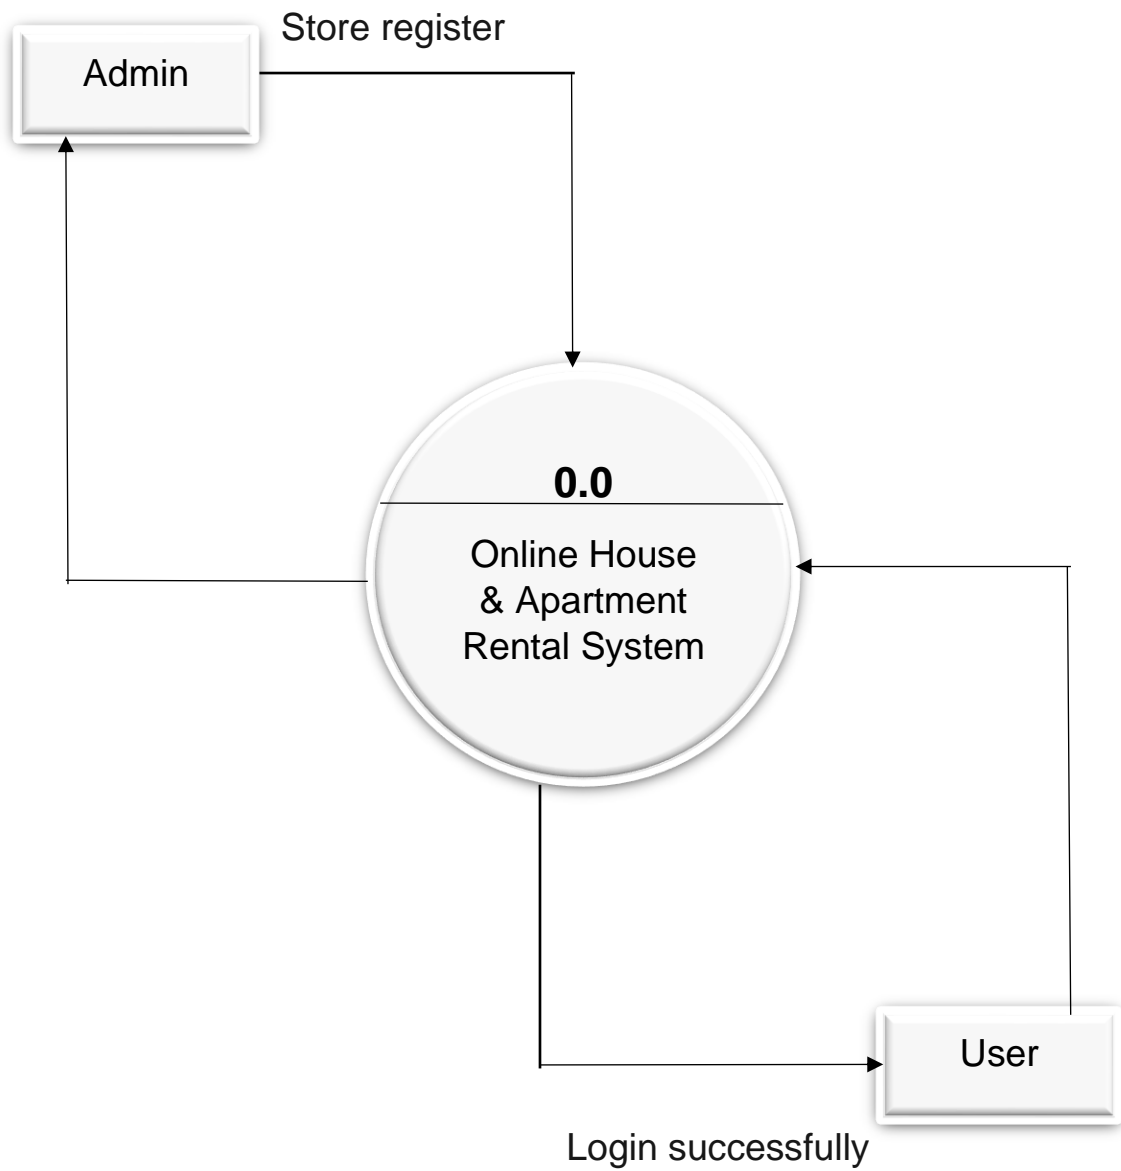 Store register
Admin
0.0
Online House
& Apartment
Rental System
User
Login successfully